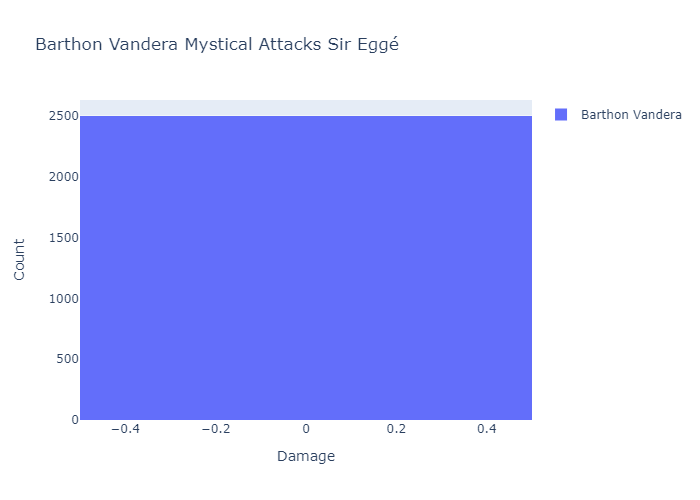 Barthon Vandera Mystical Attacks Sir Eggé
Barthon Vandera
2500
2000
1500
1000
500
0
Count
−0.4 −0.2 0 0.2 0.4
Damage